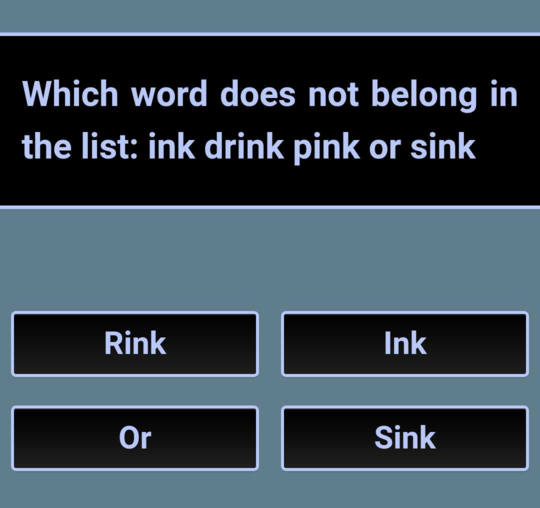 Which word does not belong in
the list: ink drink pink or sink
Rink
Ink
Or
Sink